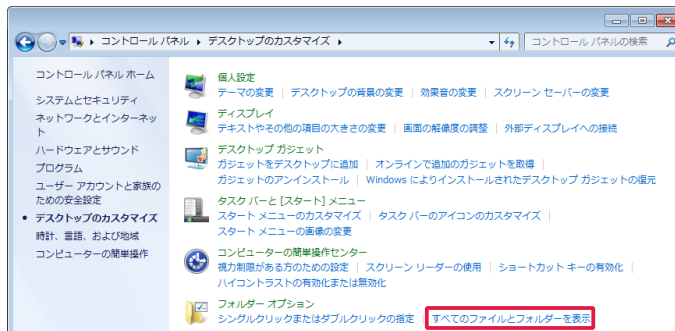 コントロール パネル ▸ デスクトップのカスタマイズ ▸
コントロール パネルの検索
コントロール パネル ホーム
システムとセキュリティ
ネットワークとインターネッ
ト
ハードウェアとサウンド
プログラム
ユーザー アカウントと家族の
ための安全設定
デスクトップのカスタマイズ
時計、言語、および地域
コンピューターの簡単操作
個人設定
テーマの変更 | デスクトップの背景の変更 | 効果音の変更 | スクリーン セーバーの変更
ディスプレイ
テキストやその他の項目の大きさの変更 | 画面の解像度の調整 | 外部ディスプレイへの接続
デスクトップ ガジェット
ガジェットをデスクトップに追加 | オンラインで追加のガジェットを取得 |
ガジェットのアンインストール | Windows によりインストールされたデスクトップ ガジェットの復元
タスク バーと [スタート] メニュー
スタート メニューのカスタマイズ | タスク バーのアイコンのカスタマイズ |
スタート メニューの画像の変更
コンピューターの簡単操作センター
視力制限がある方のための設定 | スクリーン リーダーの使用 | ショートカット キーの有効化 |
ハイコントラストの有効化または無効化
フォルダー オプション
シングルクリックまたはダブルクリックの指定 | すべてのファイルとフォルダーを表示